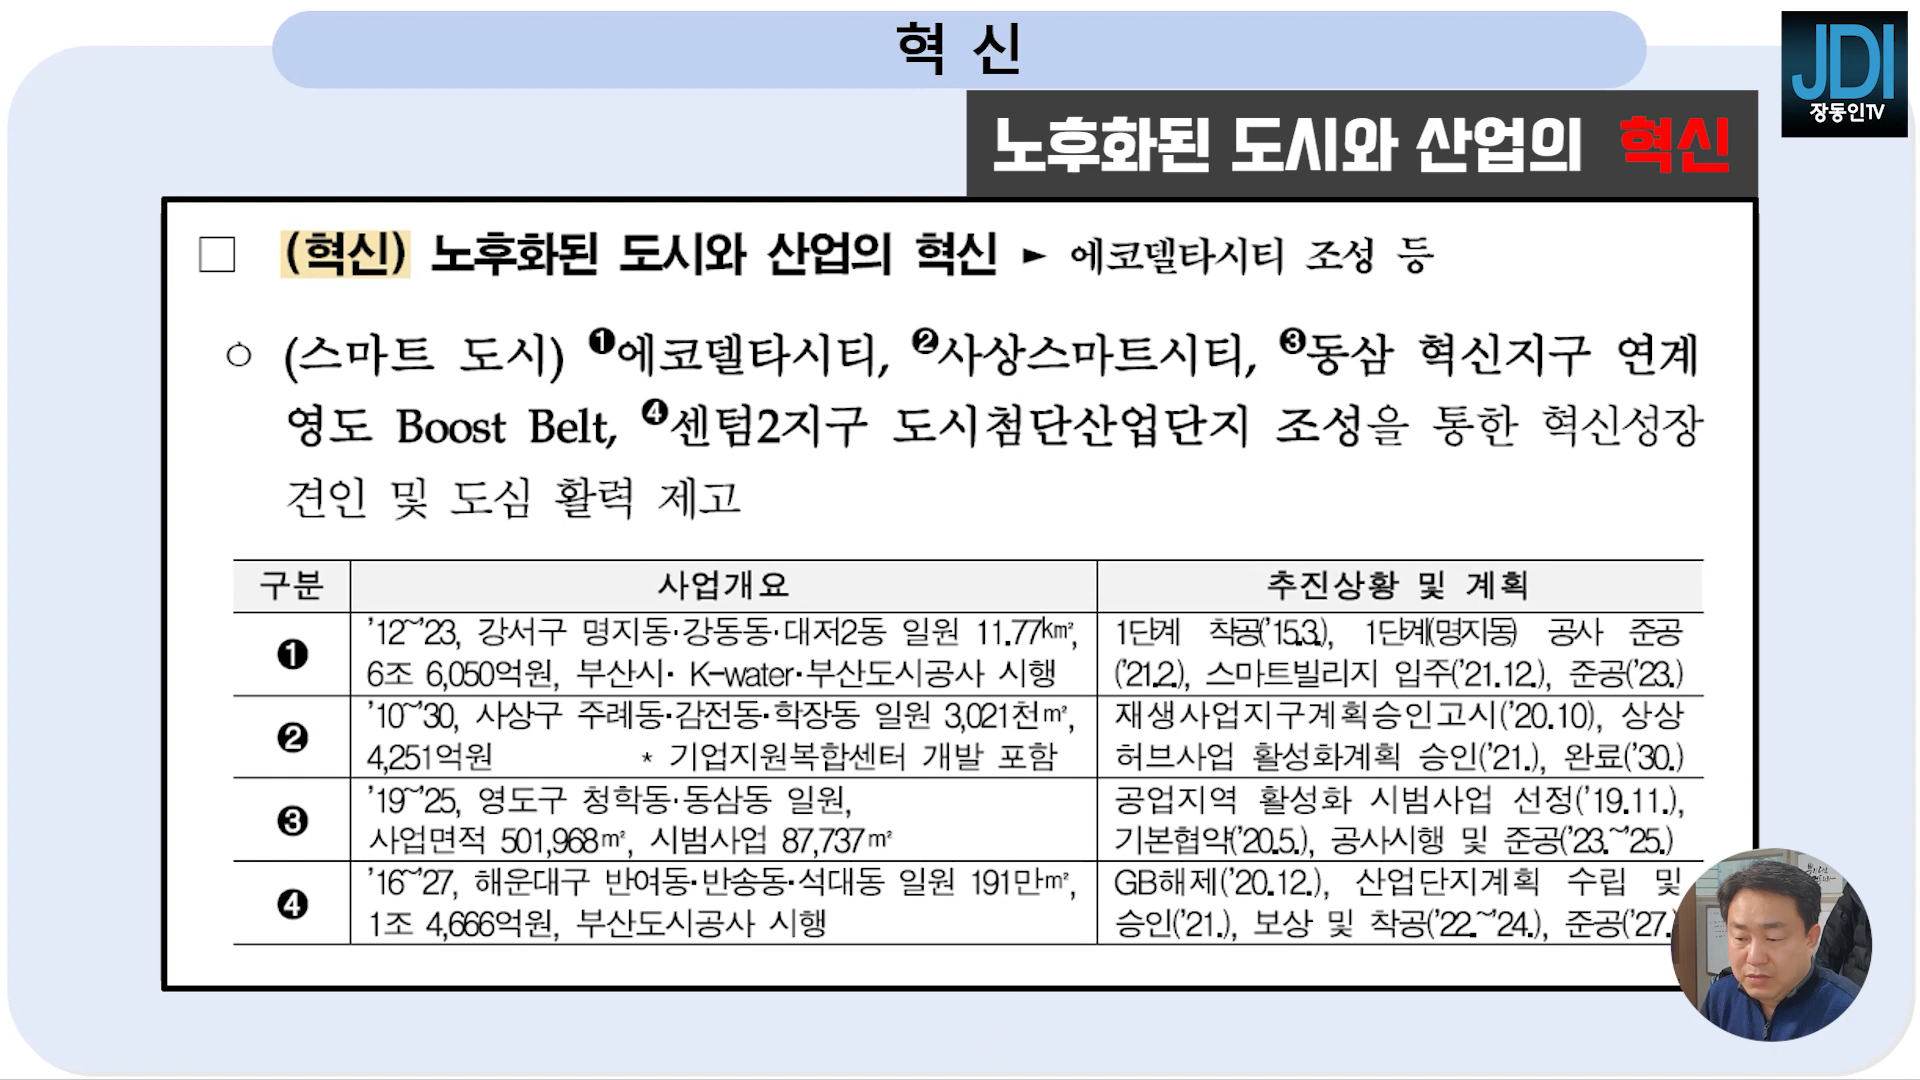 혁 신
JDI
장동인TV
노후화된 도시와 산업의 혁신
□ (혁신) 노후화된 도시와 산업의 혁신 ► 에코델타시티 조성 등
○ (스마트 도시) ❶에코델타시티, ❷사상스마트시티, ❸동삼 혁신지구 연계
영도 Boost Belt, ❹센텀2지구 도시첨단산업단지 조성을 통한 혁신성장
견인 및 도심 활력 제고
구분 사업개요 추진상황 및 계획
❶
'12~'23, 강서구 명지동·강동동·대저2동 일원 11.77㎢,
6조 6,050억원, 부산시· K-water·부산도시공사 시행
1단계 착공('15.3.), 1단계(명지동) 공사 준공
('21.2.), 스마트빌리지 입주('21.12.), 준공('23.)
❷
'10~'30, 사상구 주례동·감전동·학장동 일원 3,021천㎡,
4,251억원 * 기업지원복합센터 개발 포함
재생사업지구계획승인고시('20.10), 상상
허브사업 활성화계획 승인('21.), 완료('30.)
❸
'19~'25, 영도구 청학동·동삼동 일원,
사업면적 501,968㎡, 시범사업 87,737㎡
공업지역 활성화 시범사업 선정('19.11.),
기본협약('20.5.), 공사시행 및 준공('23.~'25.)
❹
'16~'27, 해운대구 반여동·반송동·석대동 일원 191만㎡,
1조 4,666억원, 부산도시공사 시행
GB해제('20.12.), 산업단지계획 수립 및
승인('21.), 보상 및 착공('22.~'24.), 준공('27.